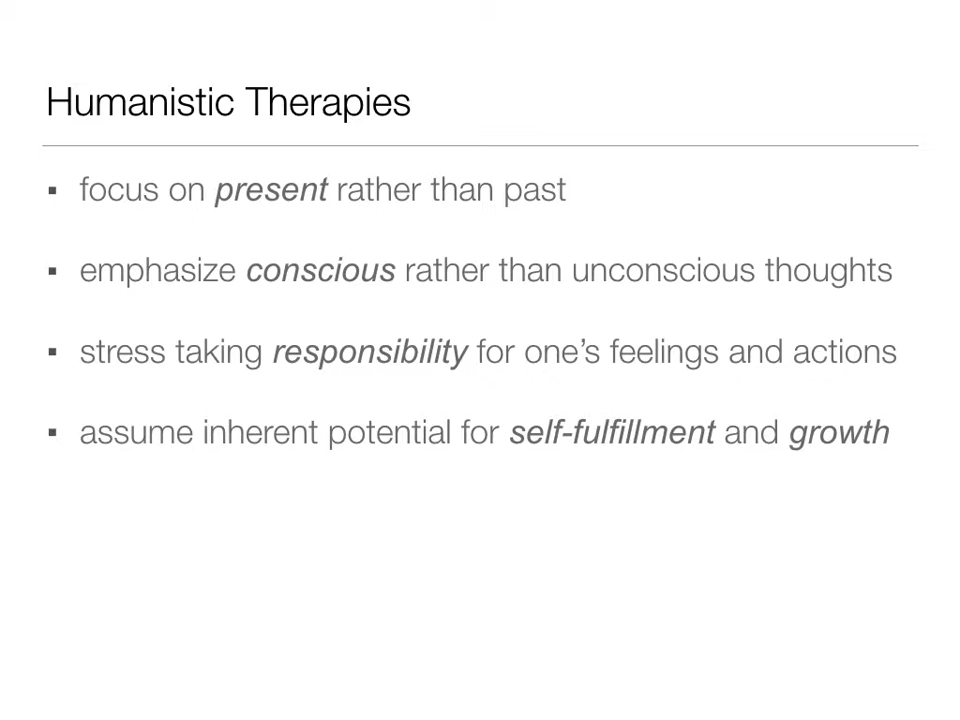 Humanistic Therapies
▪ focus on present rather than past
▪ emphasize conscious rather than unconscious thoughts
▪ stress taking responsibility for one’s feelings and actions
▪ assume inherent potential for self-fulfillment and growth